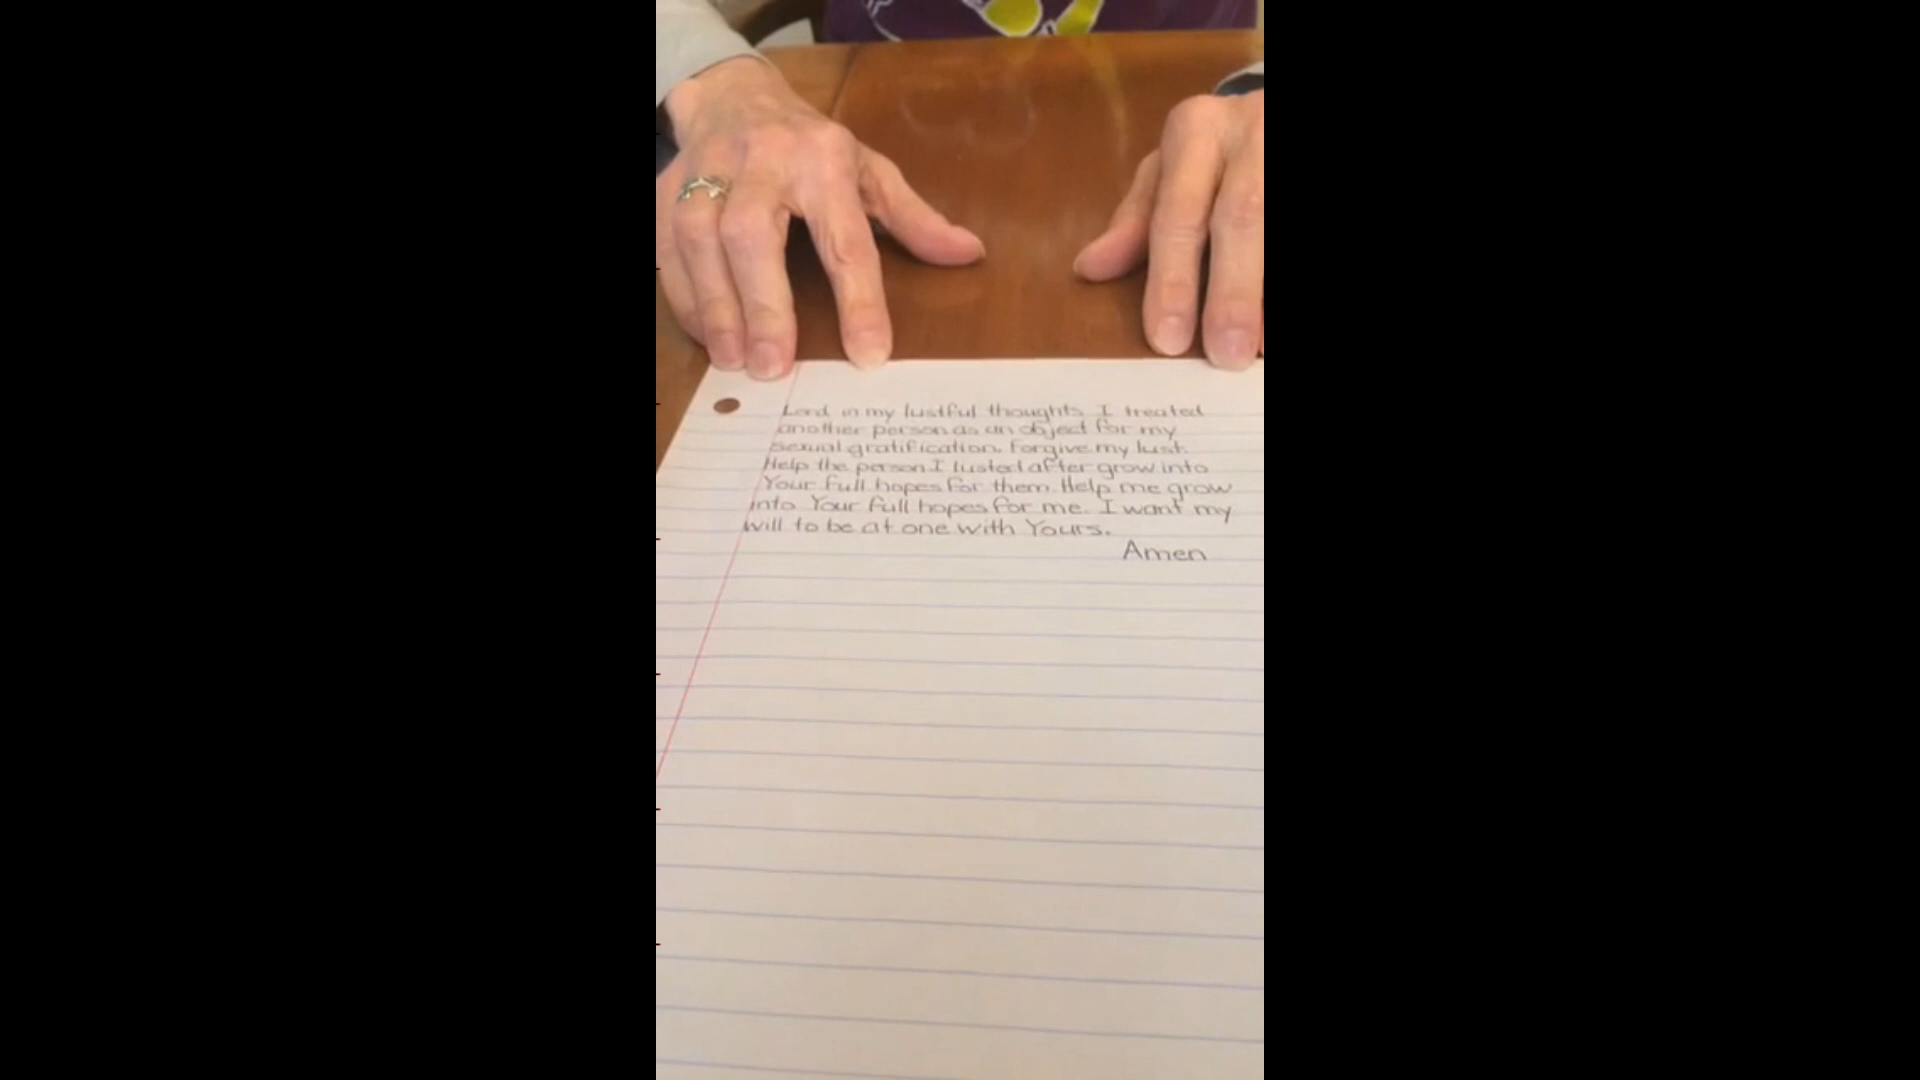 Lord, in my lustful thoughts I treated
another person as an object for my
sexual gratification. Forgive my lust.
Help the person I lusted after grow into
Your full hopes for them. Help me grow
into Your full hopes for me. I want my
will to be at one with Yours.
Amen